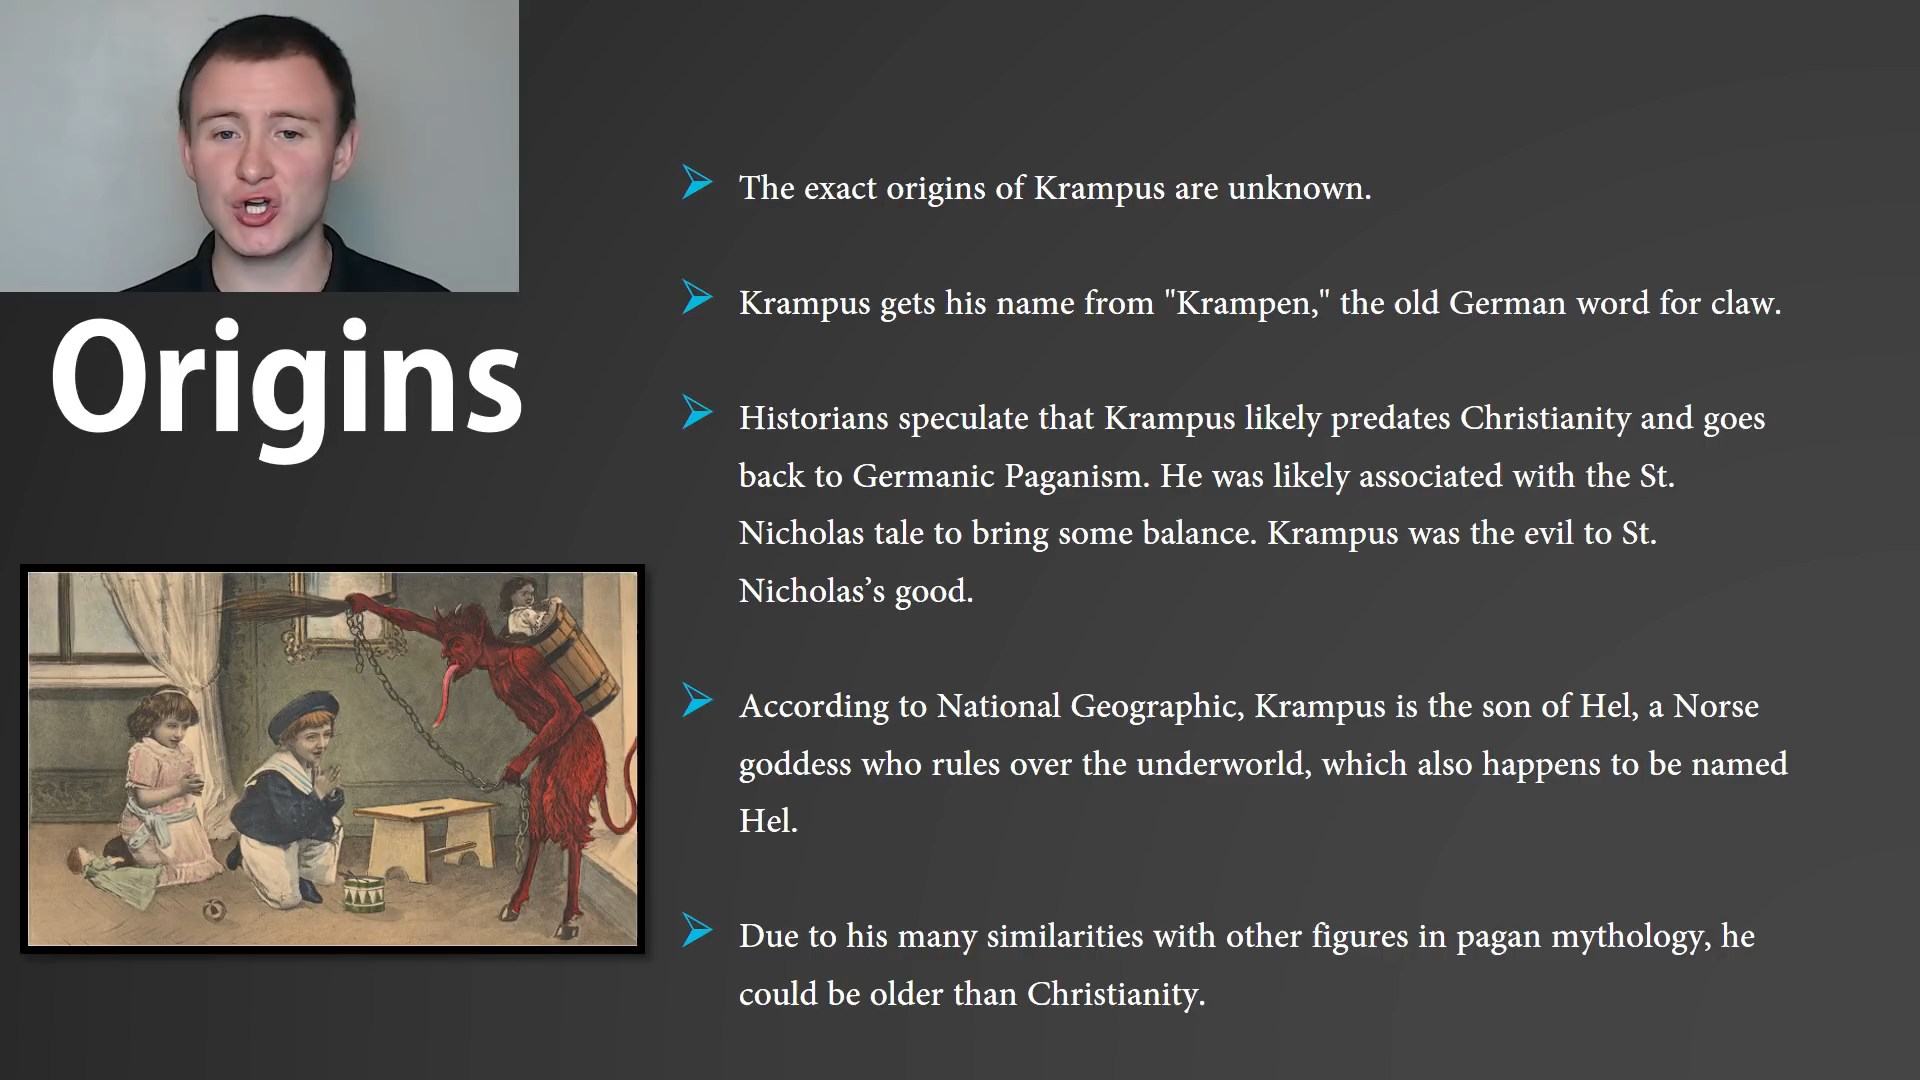 Origins
The exact origins of Krampus are unknown.
Krampus gets his name from "Krampen," the old German word for claw.
Historians speculate that Krampus likely predates Christianity and goes
back to Germanic Paganism. He was likely associated with the St.
Nicholas tale to bring some balance. Krampus was the evil to St.
Nicholas’s good.
According to National Geographic, Krampus is the son of Hel, a Norse
goddess who rules over the underworld, which also happens to be named
Hel.
Due to his many similarities with other figures in pagan mythology, he
could be older than Christianity.